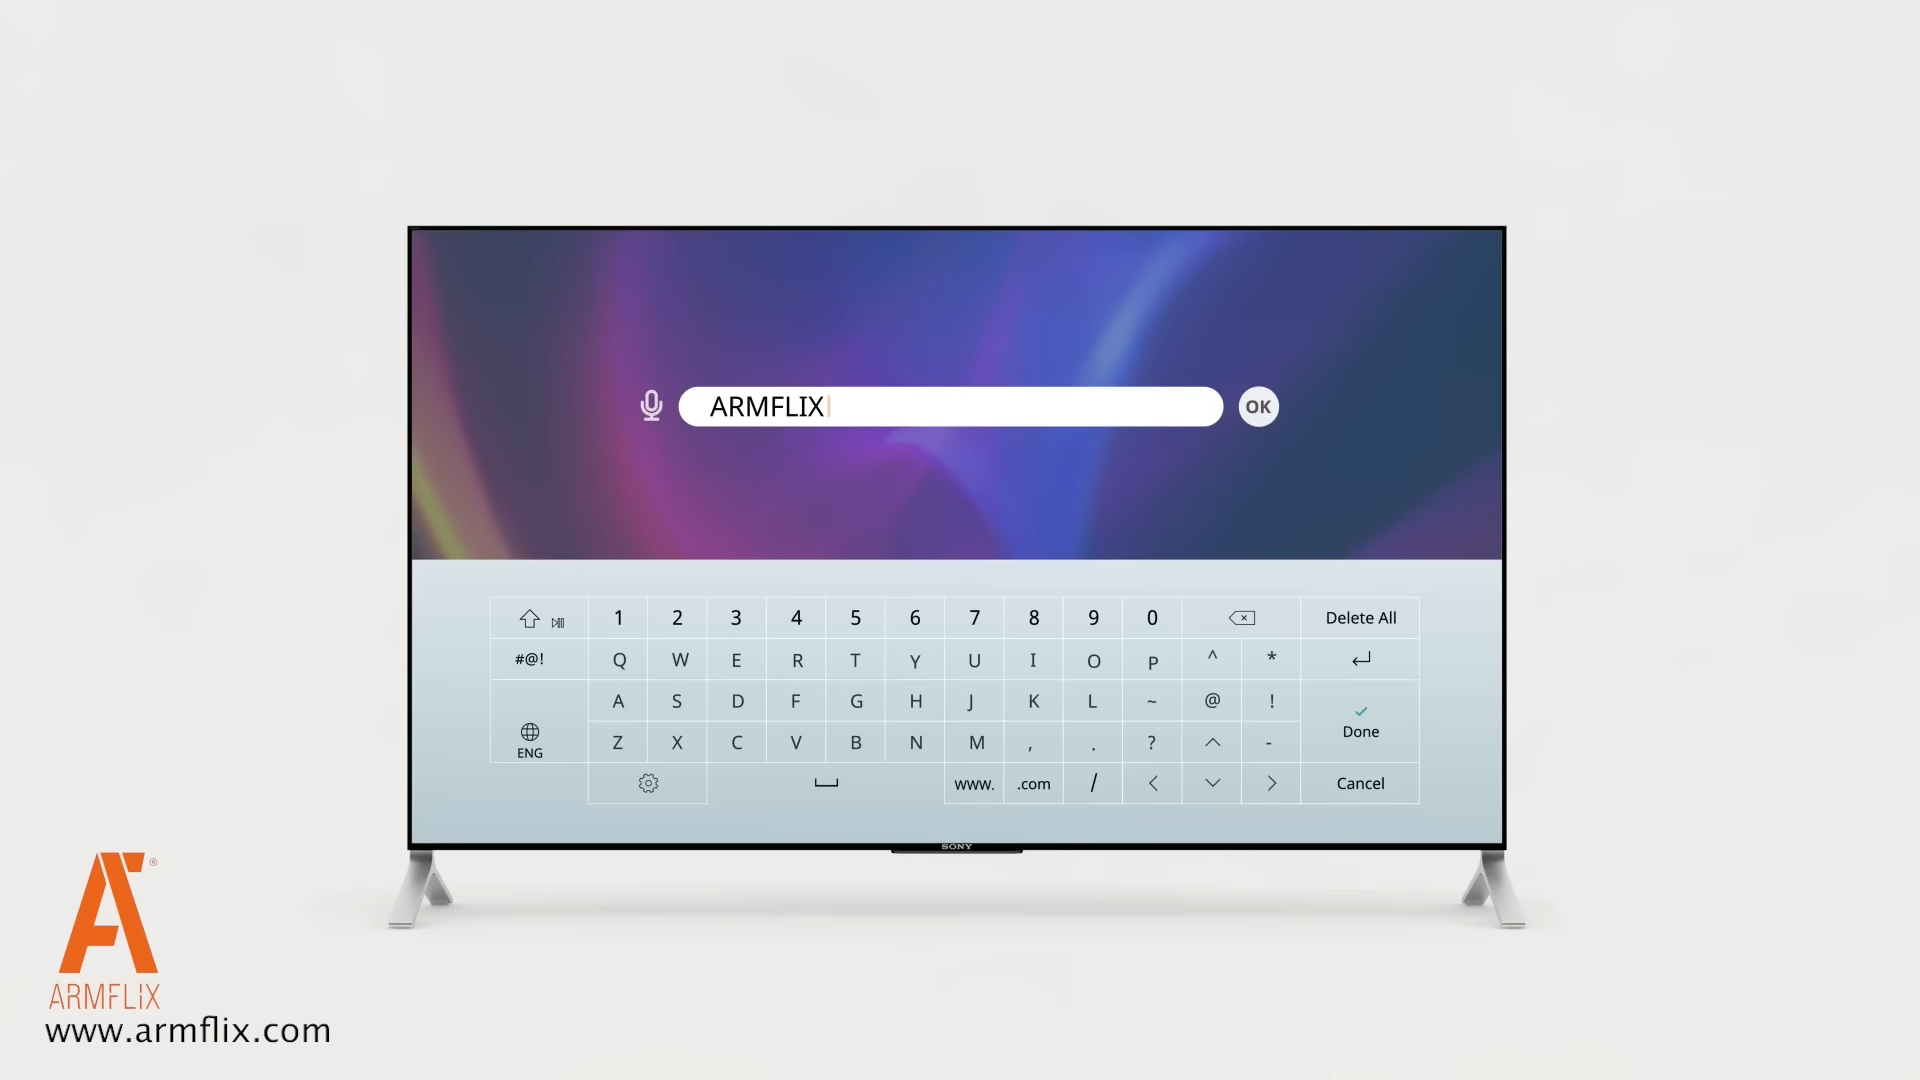 ARMFLIX
OK
1 2 3 4 5 6 7 8 9 0 Delete All
#@! Q W E R T Y U I O P ^ *
A S D F G H J K L ~ @ !
Done
ENG Z X C V B N M , . ? -
www. .com / Cancel
SONY
®
ARMFLIX
www.armflix.com